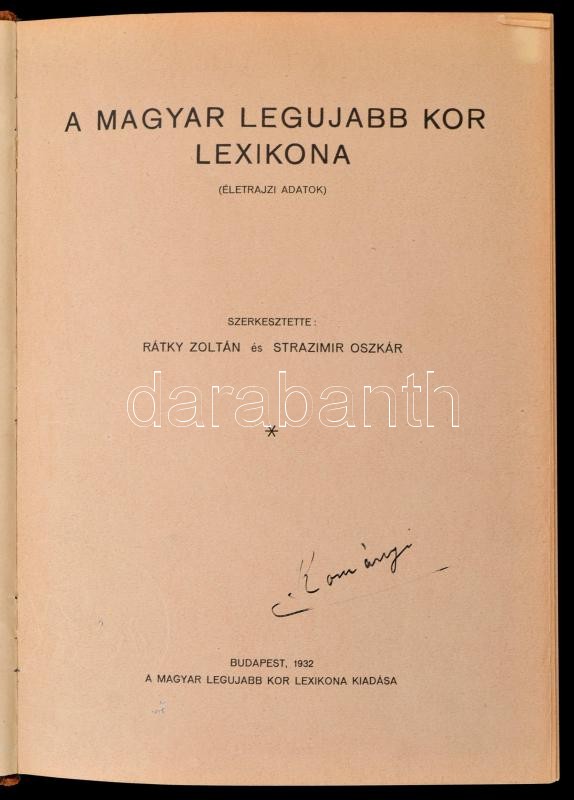 A MAGYAR LEGUJABB KOR
LEXIKONA
(ÉLETRAJZI ADATOK)
SZERKESZTETTE:
RÁTKY ZOLTÁN és STRAZIMIR OSZKÁR
darabanth
*
Kományi
BUDAPEST, 1932
A MAGYAR LEGUJABB KOR LEXIKONA KIADÁSA